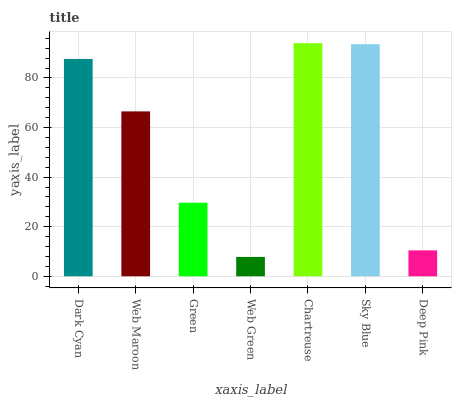 title
yaxis_label
80
60
40
20
0
Dark Cyan
Web Maroon
Green
Web Green
Chartreuse
Sky Blue
Deep Pink
xaxis_label